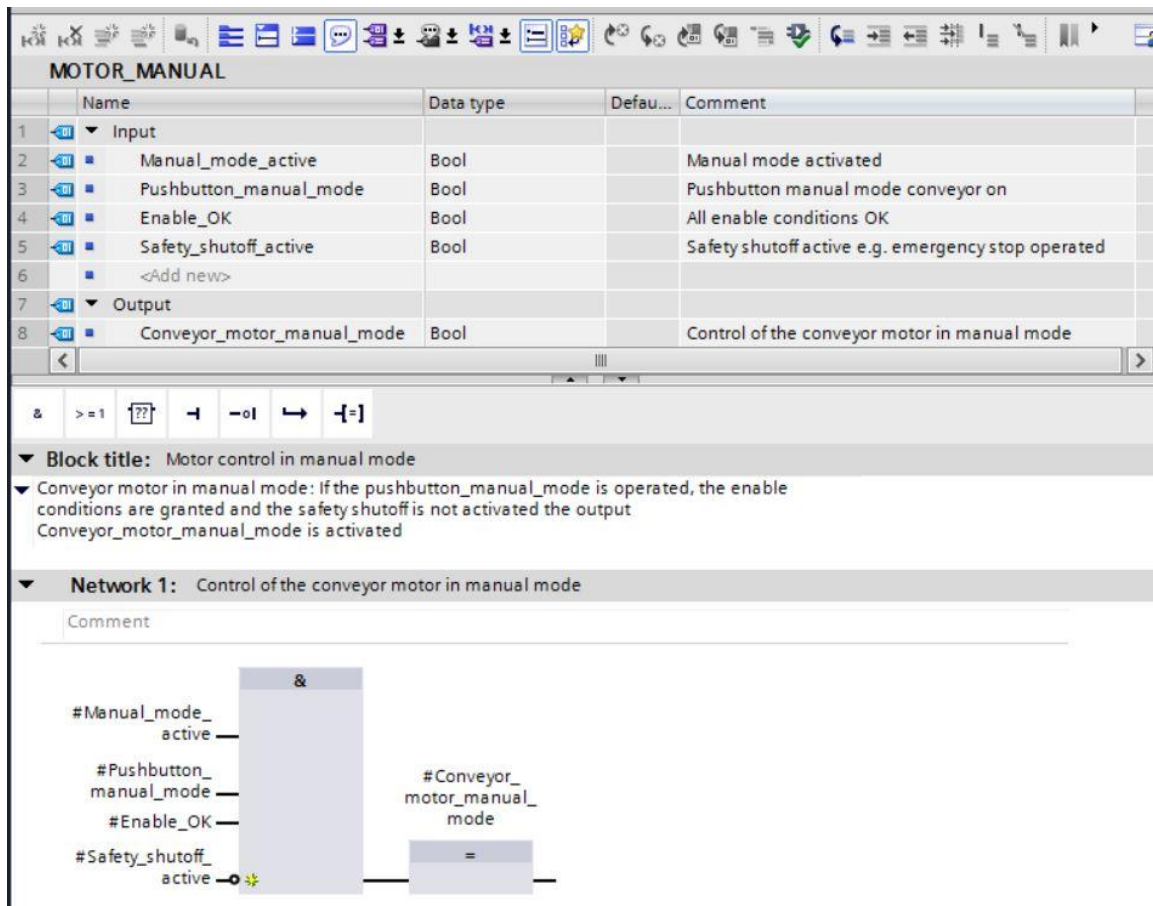 MOTOR_MANUAL
Name Data type Defau... Comment
1 Input
2 Manual_mode_active Bool Manual mode activated
3 Pushbutton_manual_mode Bool Pushbutton manual mode conveyor on
4 Enable_OK Bool All enable conditions OK
5 Safety_shutoff_active Bool Safety shutoff active e.g. emergency stop operated
6 <Add new>
7 Output
8 Conveyor_motor_manual_mode Bool Control of the conveyor motor in manual mode
& >=1 ??
Block title: Motor control in manual mode
Conveyor motor in manual mode: If the pushbutton_manual_mode is operated, the enable
conditions are granted and the safety shutoff is not activated the output
Conveyor_motor_manual_mode is activated
Network 1: Control of the conveyor motor in manual mode
Comment
&
#Manual_mode_
active
#Pushbutton_
manual_mode
#Enable_OK
#Safety_shutoff_
active
#Conveyor_
motor_manual_
mode
=